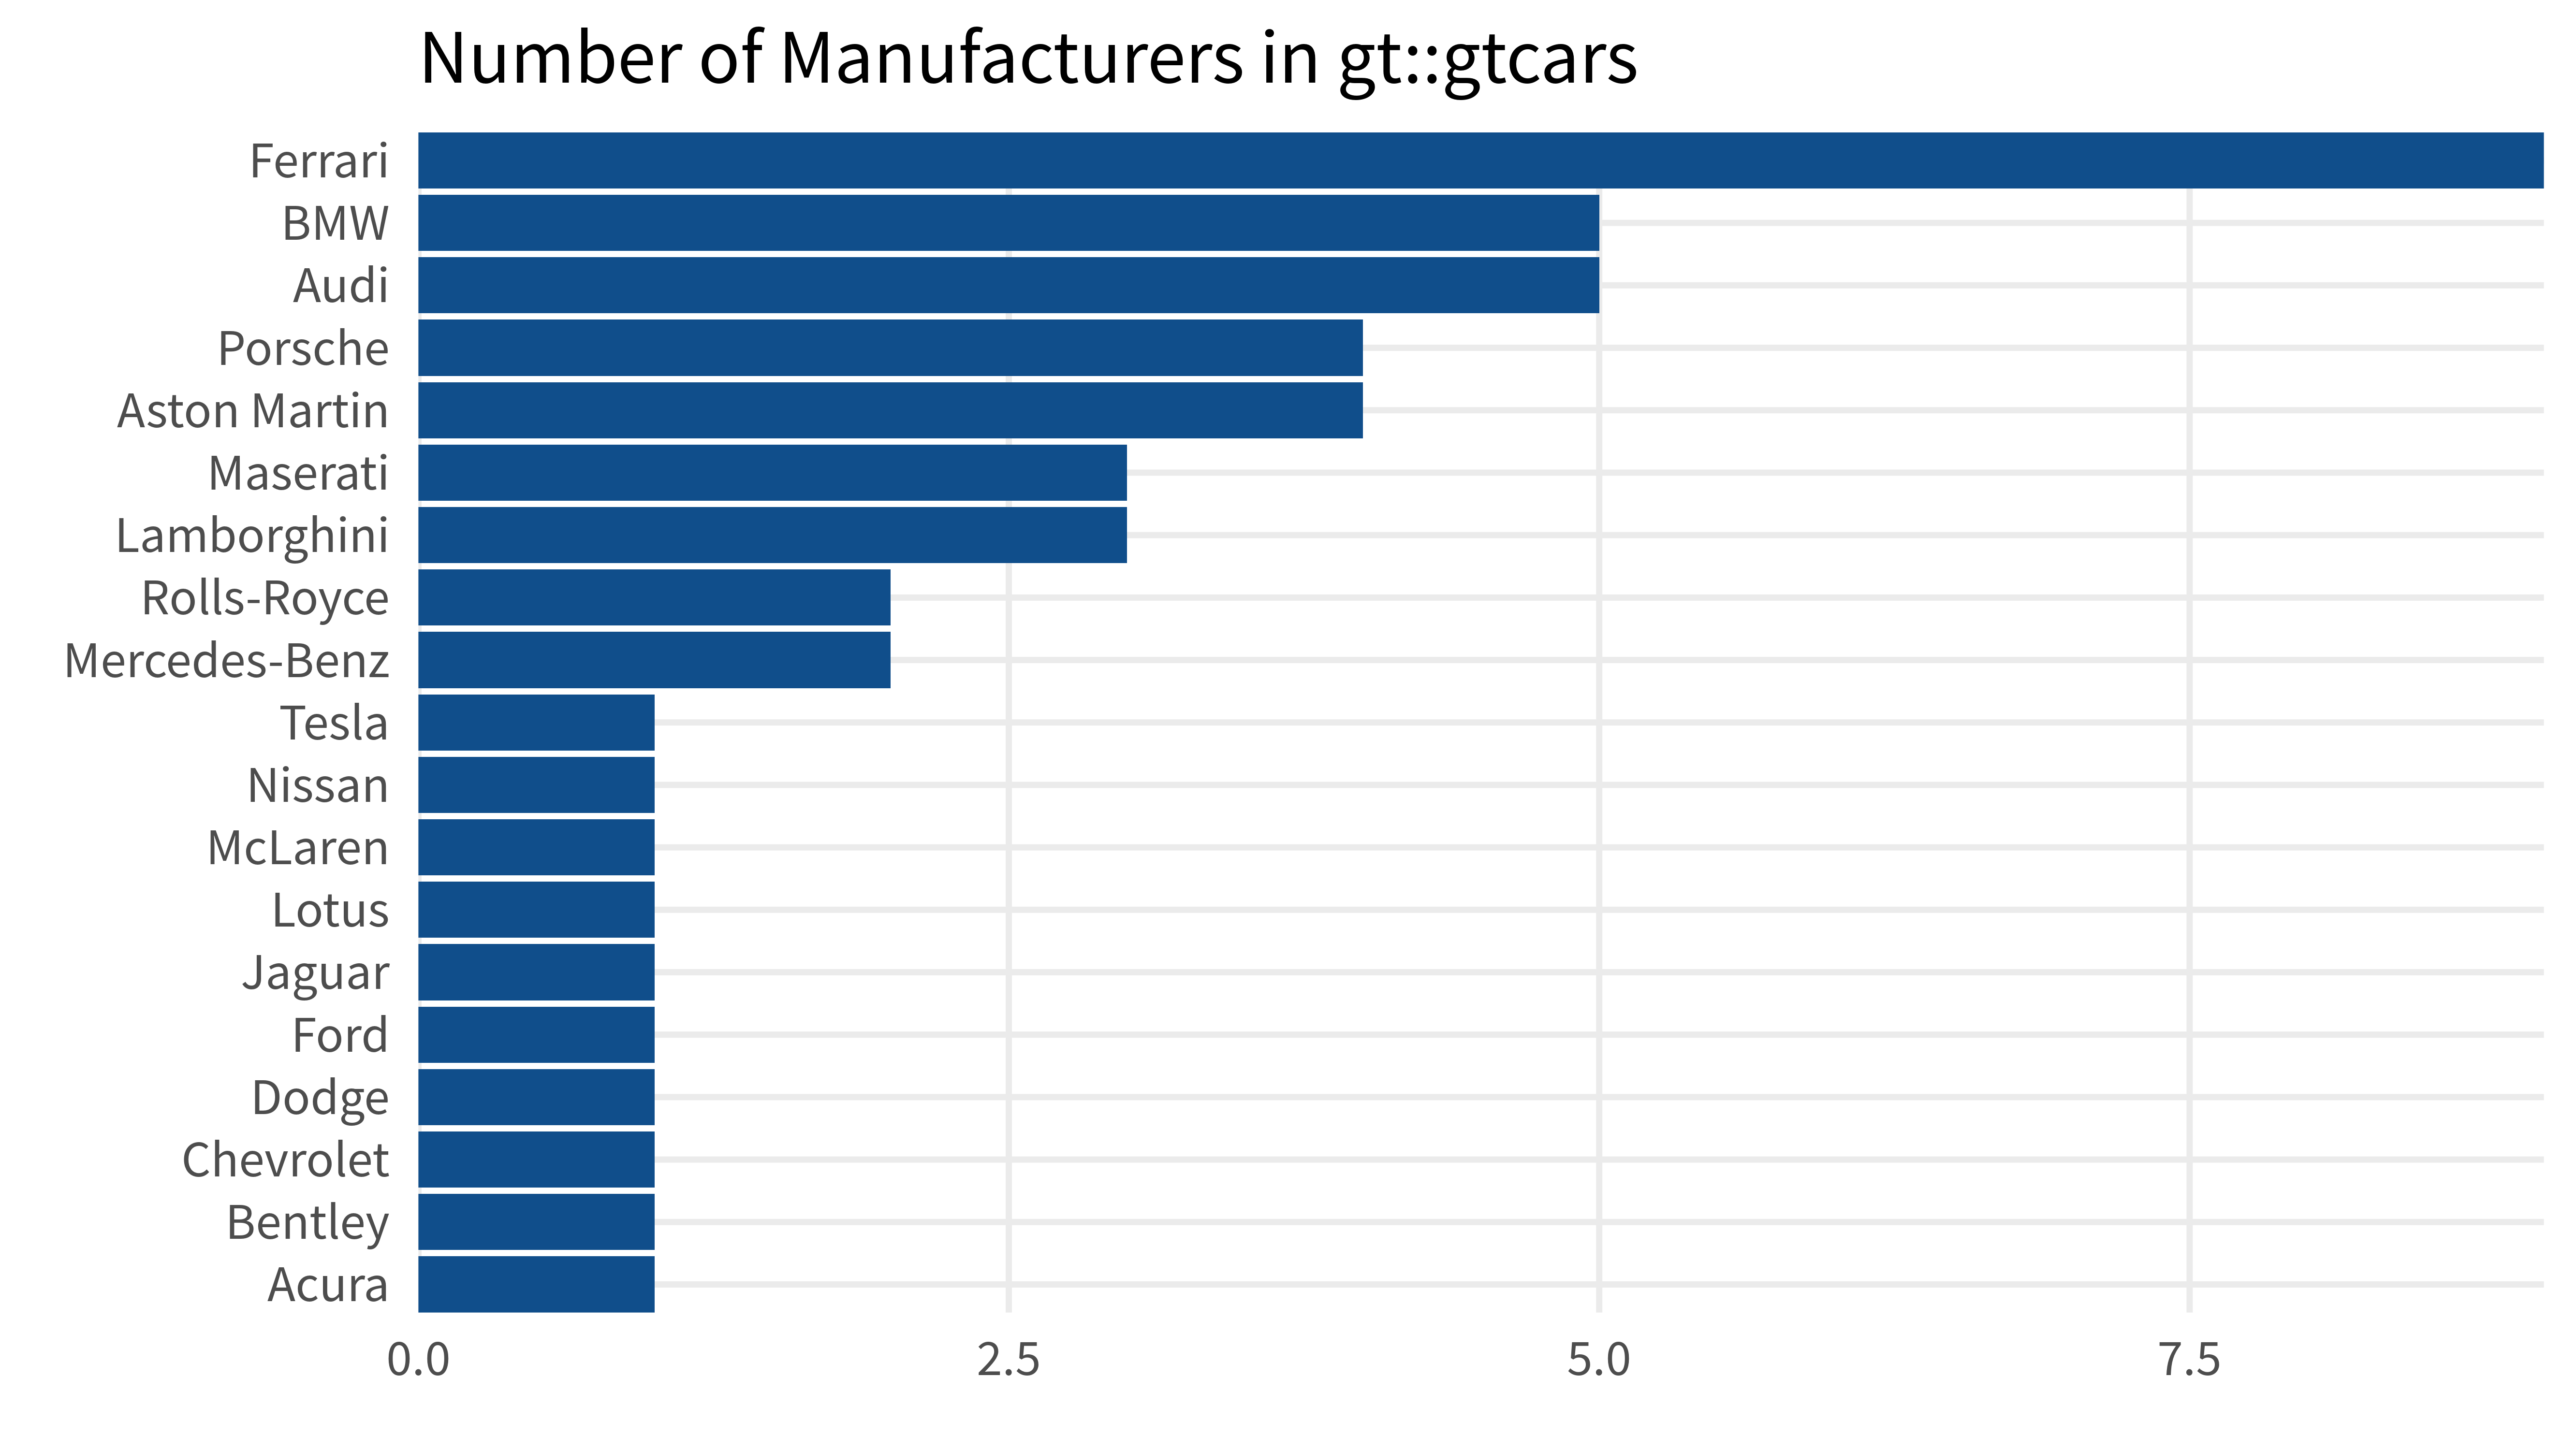 Number of Manufacturers in gt::gtcars
Ferrari
BMW
Audi
Porsche
Aston Martin
Maserati
Lamborghini
Rolls-Royce
Mercedes-Benz
Tesla
Nissan
McLaren
Lotus
Jaguar
Ford
Dodge
Chevrolet
Bentley
Acura
0.0 2.5 5.0 7.5